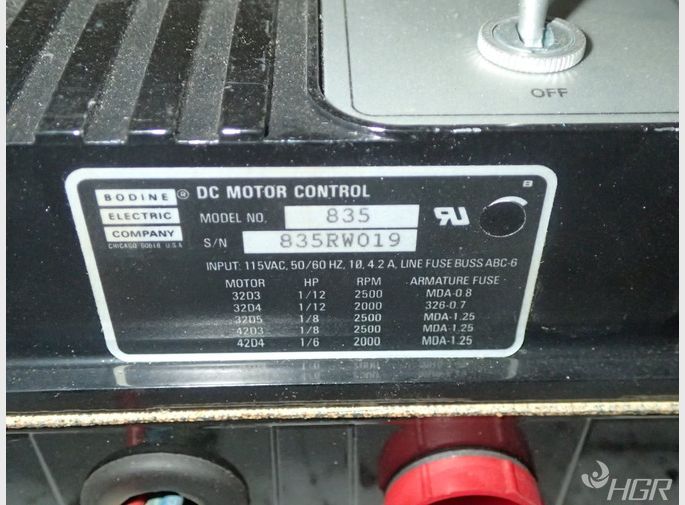 OFF
8
BODINE ® DC MOTOR CONTROL
ELECTRIC MODEL NO. 835
COMPANY S/N 835RW019
CHICAGO 60618 U.S.A
INPUT: 115VAC, 50/60 HZ, 1Ø, 4.2 A, LINE FUSE BUSS ABC-6
MOTOR HP RPM ARMATURE FUSE
32D3 1/12 2500 MDA-0.8
32D4 1/12 2000 326-0.7
32D5 1/8 2500 MDA-1.25
42D3 1/8 2500 MDA-1.25
42D4 1/6 2000 MDA-1.25
HGR